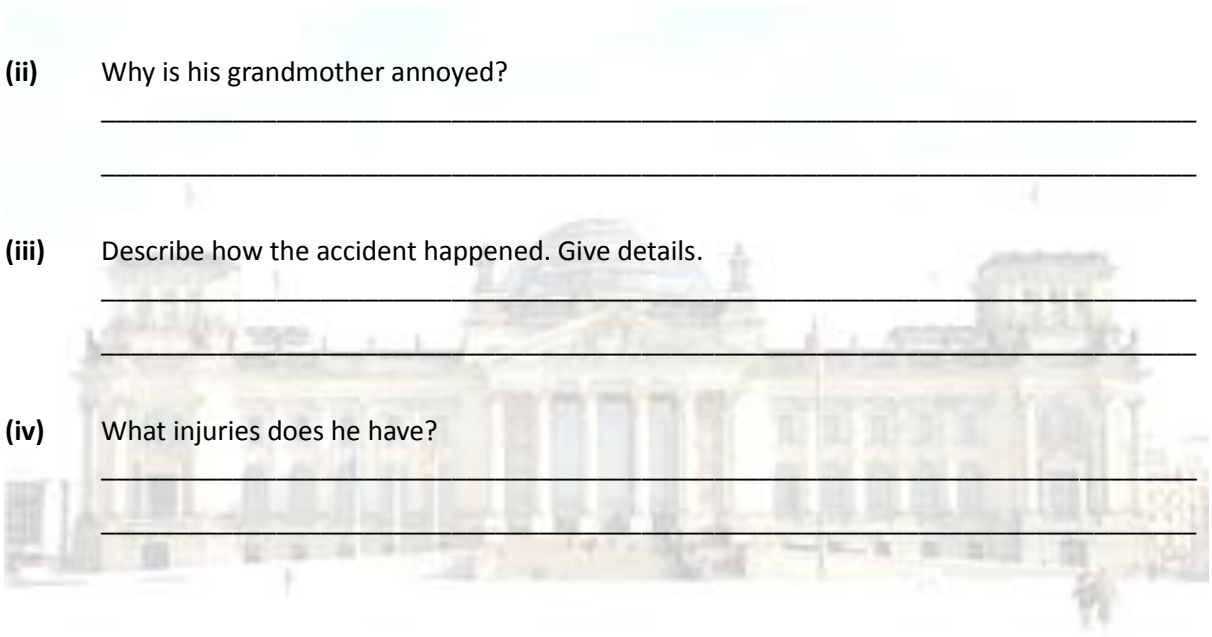 (ii) Why is his grandmother annoyed?
(iii) Describe how the accident happened. Give details.
(iv) What injuries does he have?